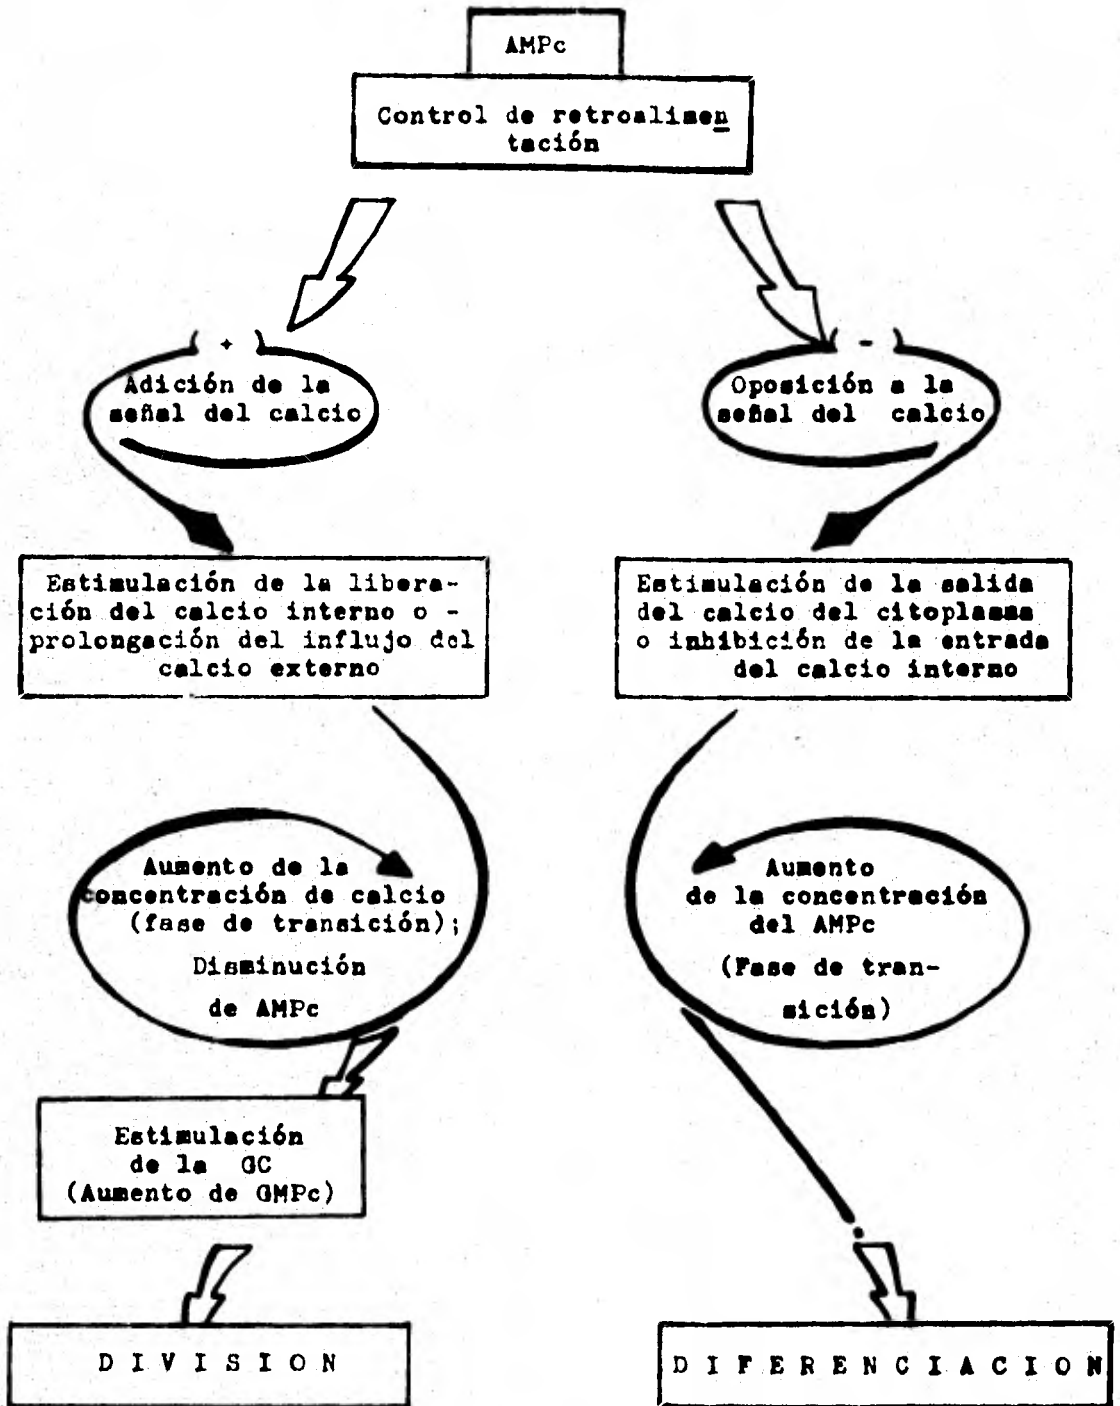 AMPc
Control de retroalimen
tación
( + )
Adición de la
señal del calcio
( - )
Oposición a la
señal del calcio
Estimulación de la libera-
ción del calcio interno o -
prolongación del influjo del
calcio externo
Estimulación de la salida
del calcio del citoplasma
o inhibición de la entrada
del calcio interno
Aumento de la
concentración de calcio
(fase de transición);
Disminución
de AMPc
Aumento
de la concentración
del AMPc
(Fase de tran-
sición)
Estimulación
de la GC
(Aumento de GMPc)
DIVISION
DIFERENCIACION